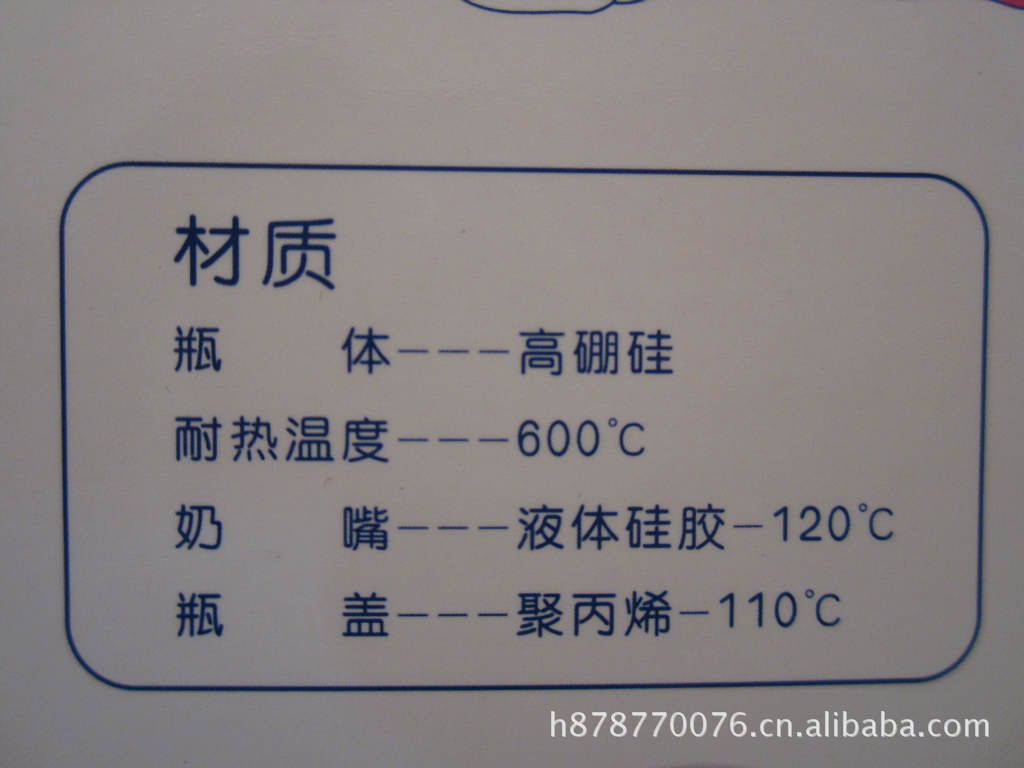 材质
瓶 体---高硼硅
耐热温度---600℃
奶 嘴---液体硅胶-120℃
瓶 盖---聚丙烯-110℃
h878770076.cn.alibaba.com